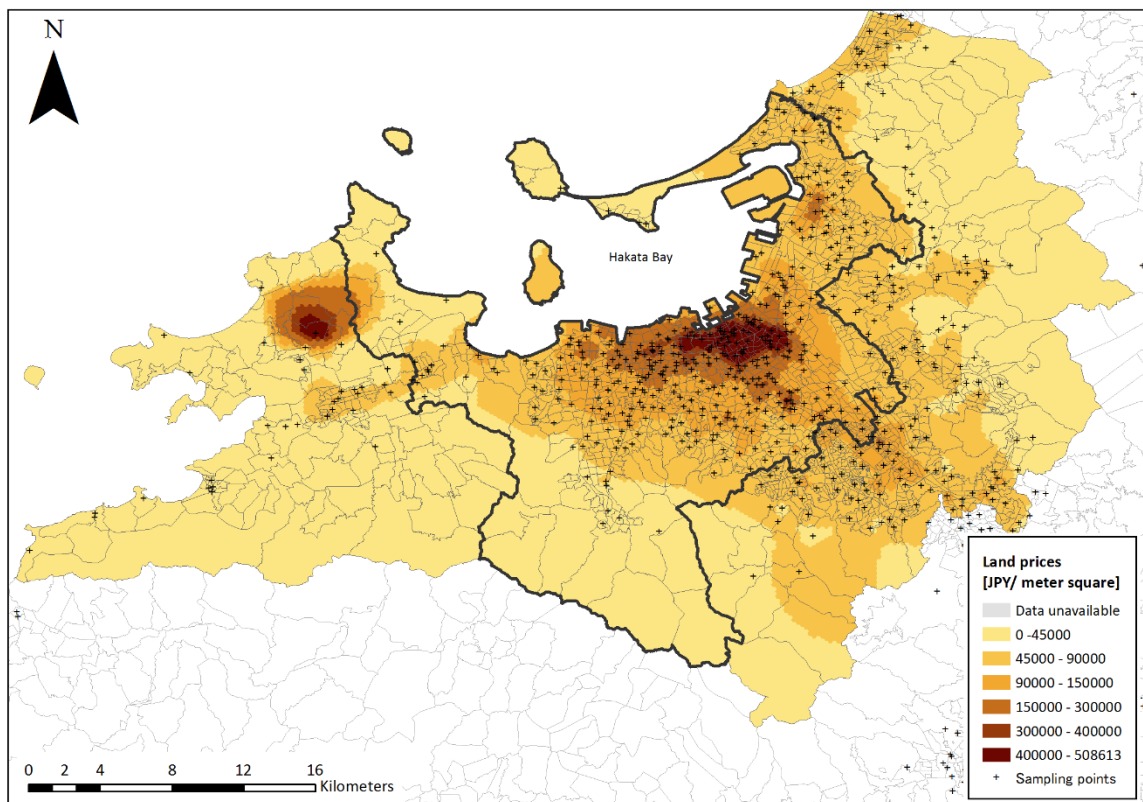 N
Hakata Bay
Land prices
[JPY/ meter square]
Data unavailable
0 -45000
45000 - 90000
90000 - 150000
150000 - 300000
300000 - 400000
400000 - 508613
+ Sampling points
0 2 4 8 12 16
Kilometers